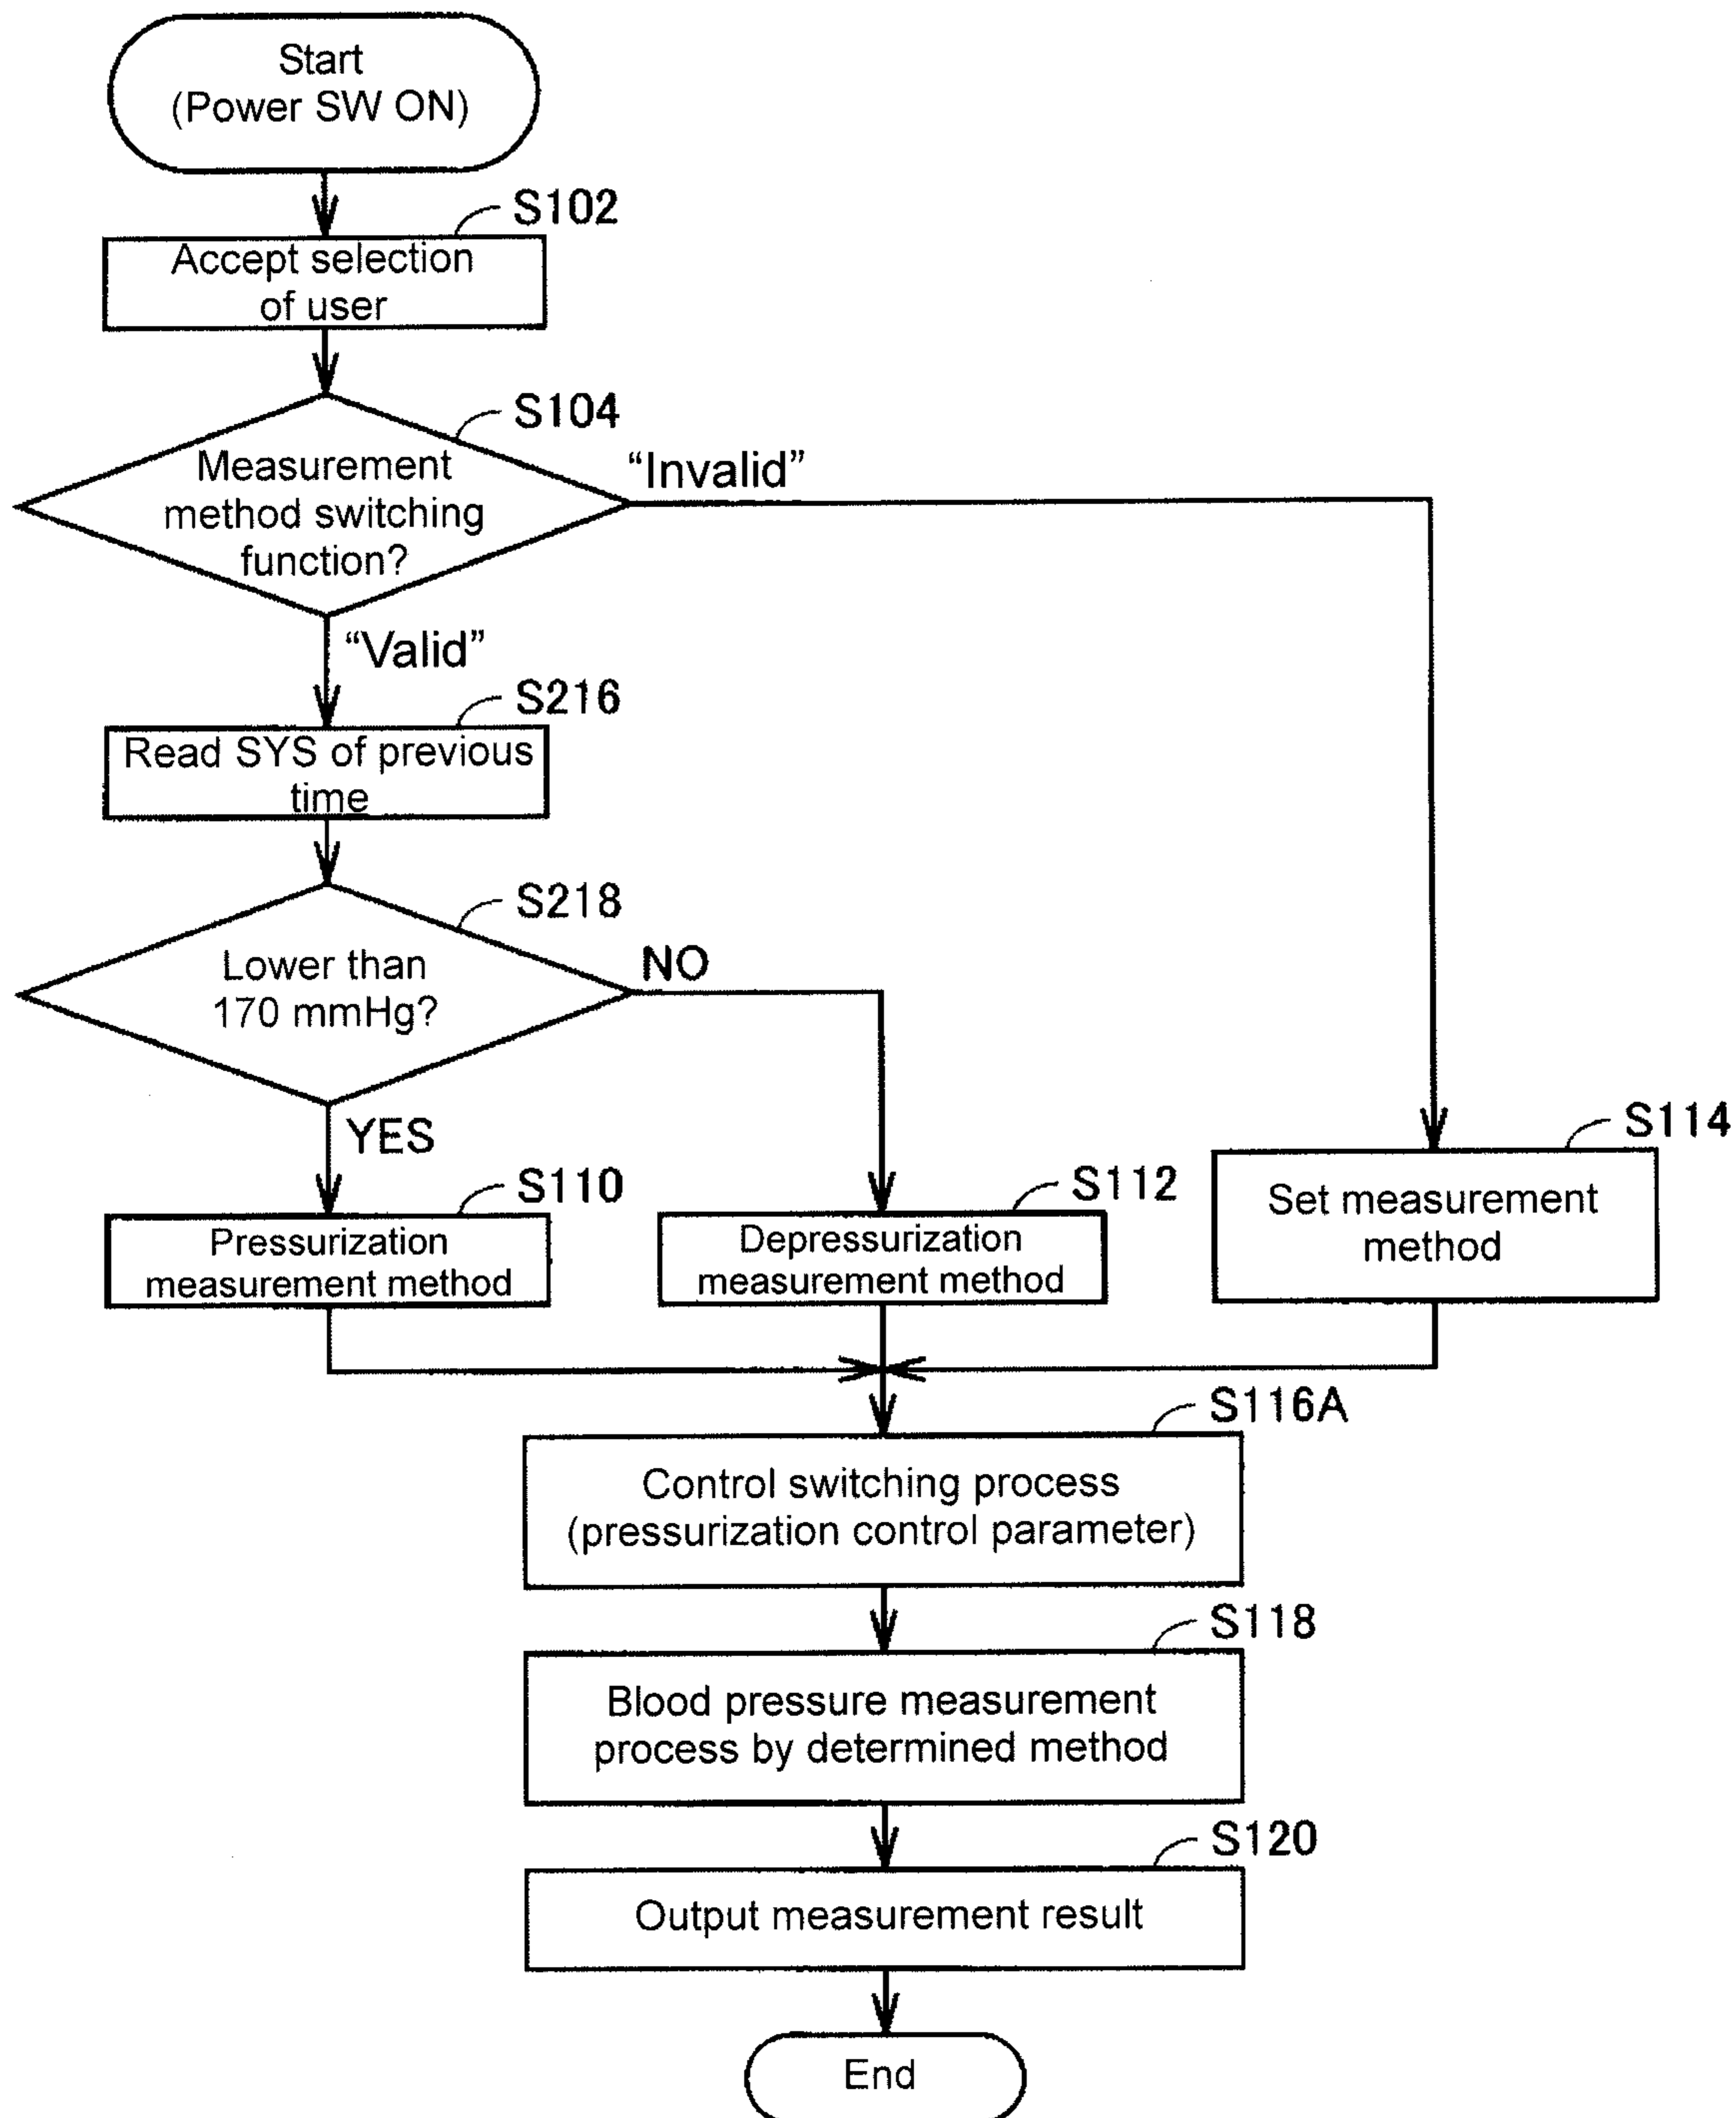 Start
(Power SW ON)
S102
Accept selection
of user
S104
Measurement
method switching
function?
“Invalid”
“Valid”
S216
Read SYS of previous
time
S218
Lower than
170 mmHg?
NO
YES
S110
Pressurization
measurement method
S112
Depressurization
measurement method
S114
Set measurement
method
S116A
Control switching process
(pressurization control parameter)
S118
Blood pressure measurement
process by determined method
S120
Output measurement result
End